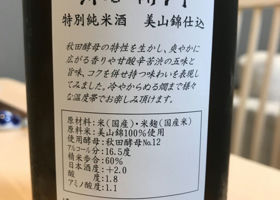 特別純米酒 美山錦仕込
秋田酵母の特性を生かし、爽やかに
広がる香りや甘酸辛苦渋の五味と
旨味、コクを併せ持つ味わいを表現
してみました。冷やからぬる燗まで様々
な温度帯でお楽しみ頂けます。
原材料：米（国産）・米麹（国産米）
原料米：美山錦100%使用
使用酵母：秋田酵母No.12
アルコール分：16.5度
精米歩合：60%
日本酒度：+2.0
酸度：1.8
アミノ酸度：1.1